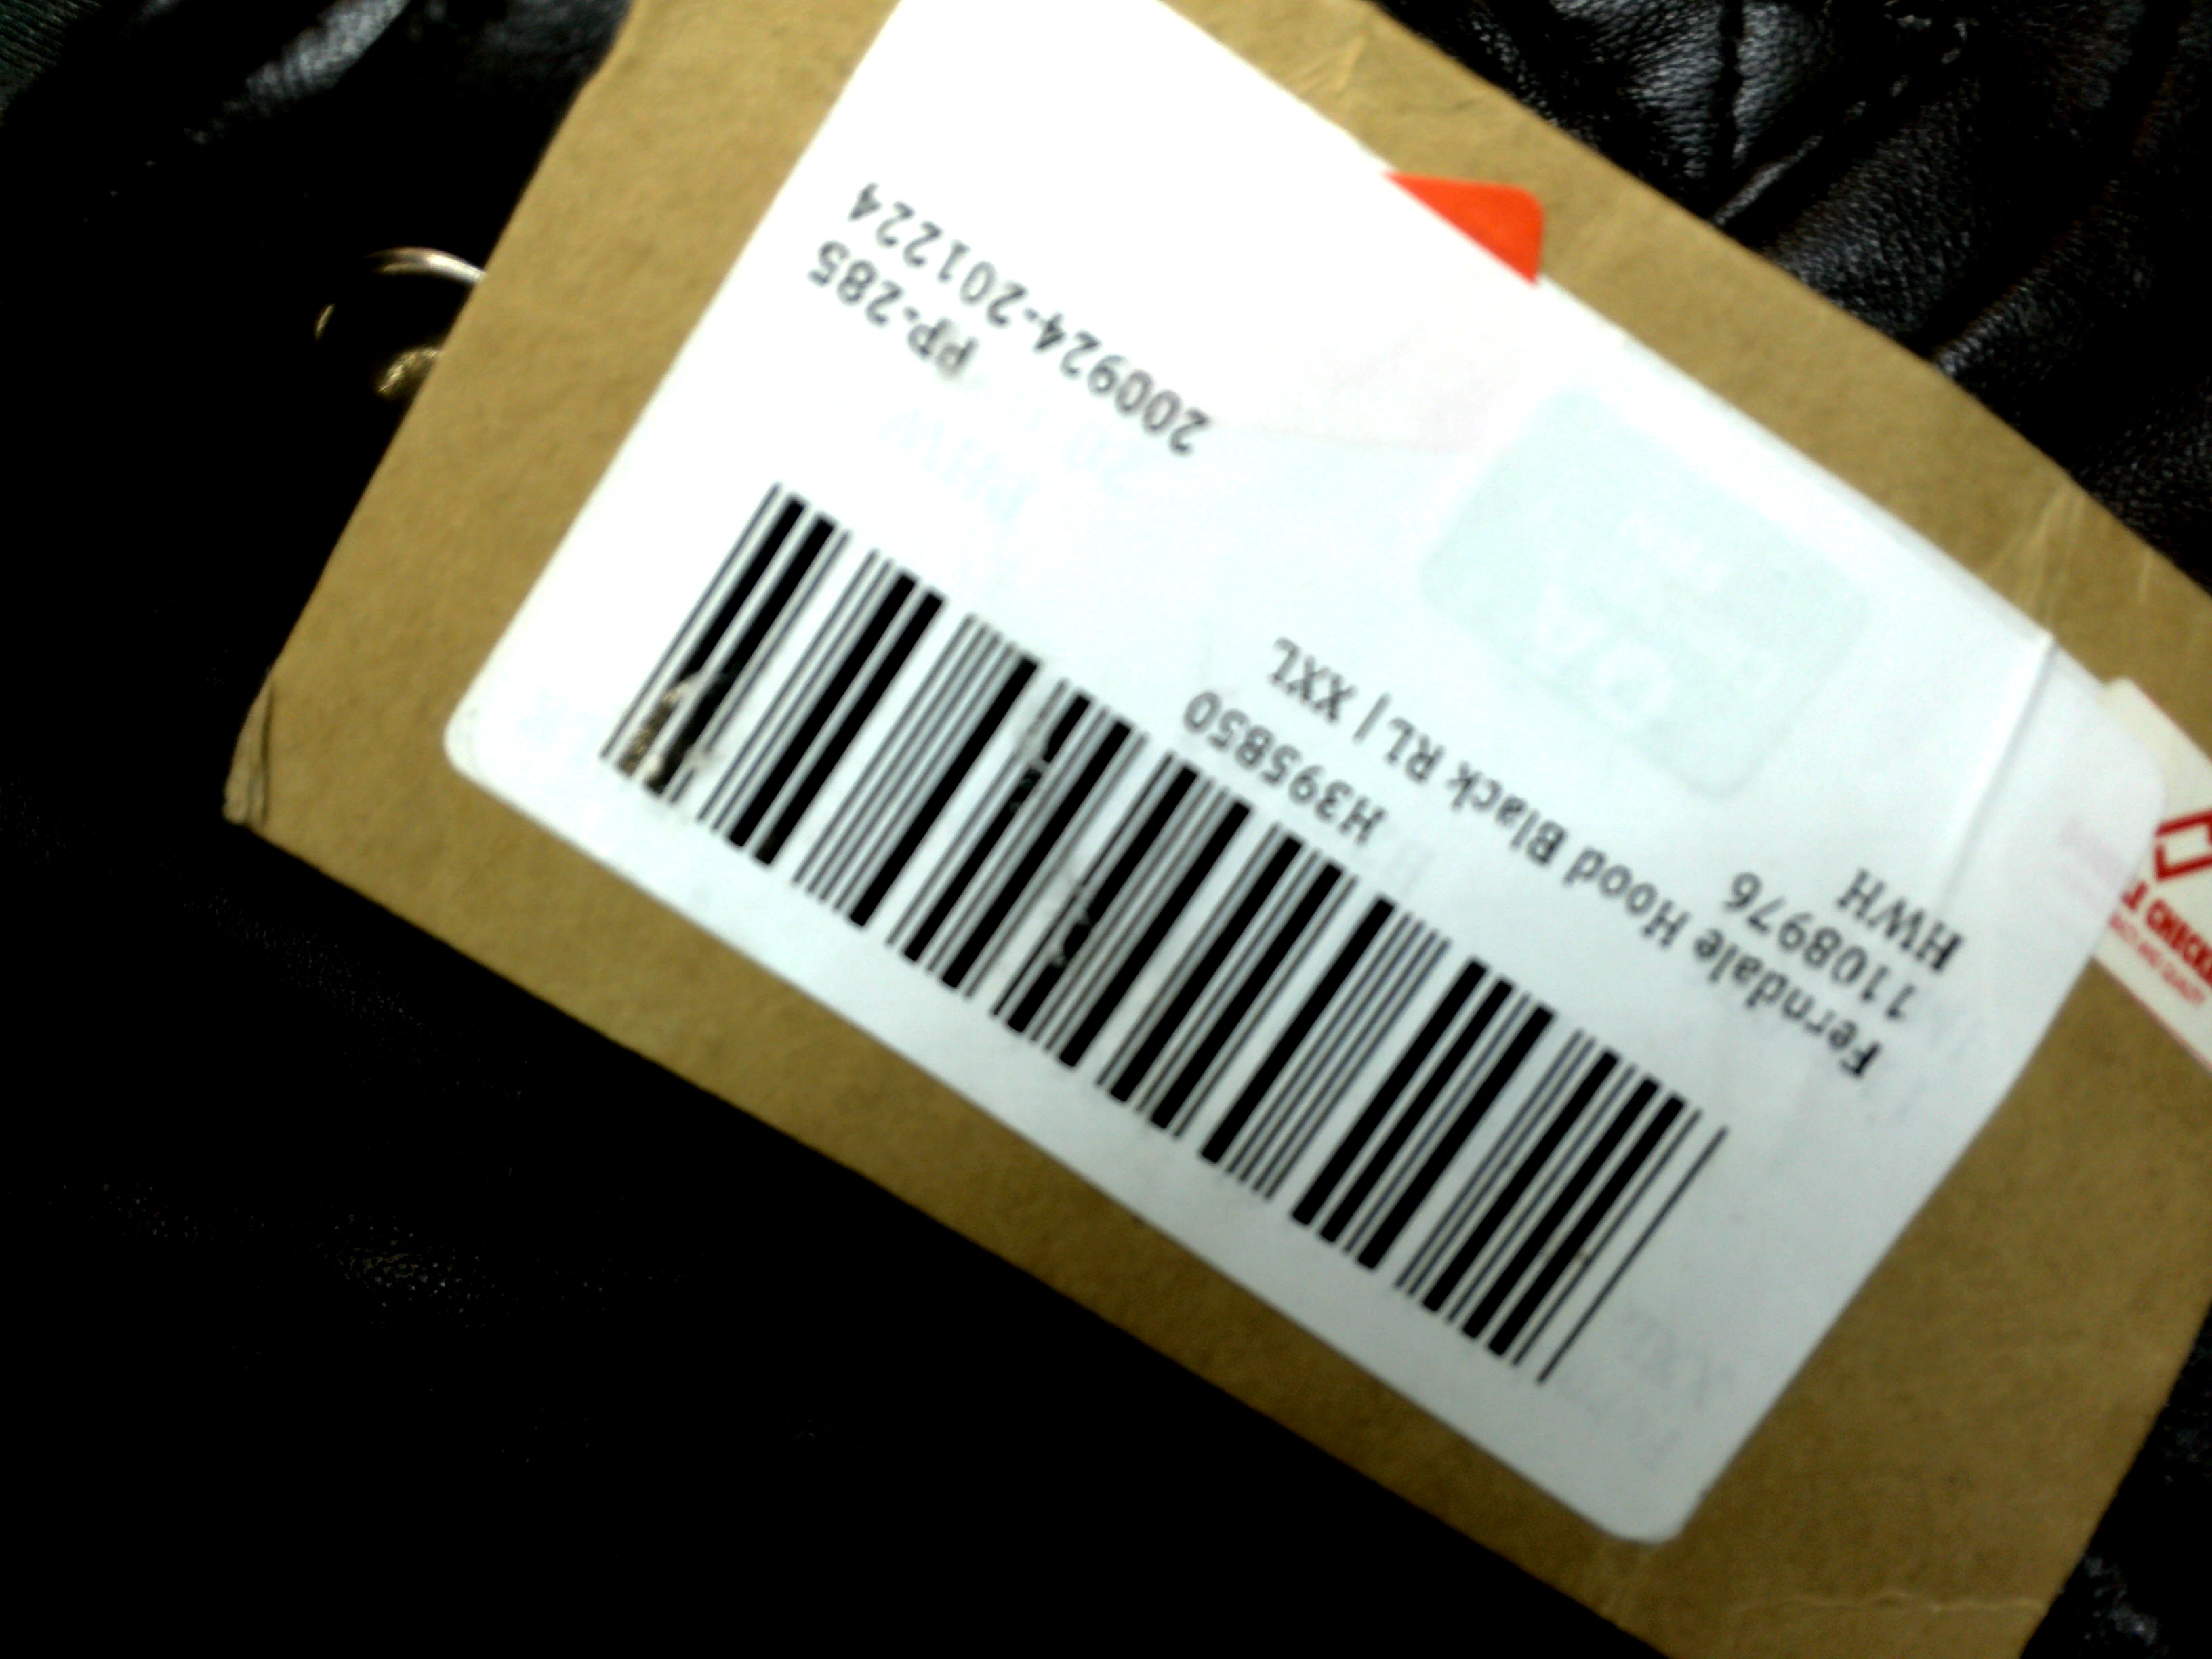 HWH
1108976
Ferndale Hood Black RL | XXL
H395850
200924-201224
PP-285